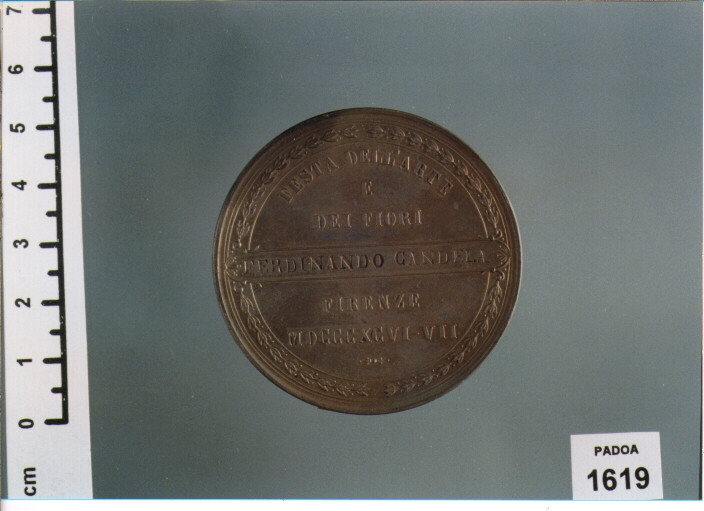 FESTA DELL'ARTE
E
DEI FIORI
FERDINANDO CANDELA
FIRENZE
MDCCCXCVI-VII
7
6
5
4
3
2
1
0
cm
PADOA
1619